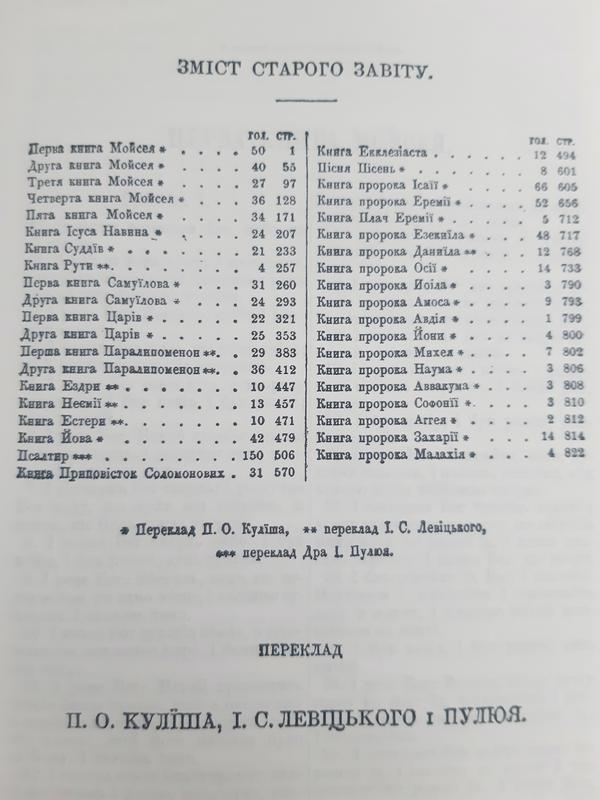 ЗМІСТ СТАРОГО ЗАВІТУ.
ГОЛ. СТР.
Перва книга Мойсея * . . . . 50 1
Друга книга Мойсея * . . . . 40 55
Третя книга Мойсея * . . . . 27 97
Четверта книга Мойсея * . . . . 36 128
Пята книга Мойсея * . . . . 34 171
Книга Ісуса Навина * . . . . 24 207
Книга Суддїв * . . . . . . 21 233
Книга Рути **. . . . . . . 4 257
Перва книга Самуїлова * . . . 31 260
Друга книга Самуїлова * . . . 24 293
Перва книга Царів * . . . . 22 321
Друга книга Царів * . . . . 25 353
Перша книга Паралипоменон **. . 29 383
Друга книга Паралипоменон **. . 36 412
Книга Ездри ** . . . . . . 10 447
Книга Неємії ** . . . . . . 13 457
Книга Естери **. . . . . . 10 471
Книга Йова * . . . . . . . 42 479
Псалтир *** . . . . . . . 150 506
Книга Приповісток Соломонових . 31 570
ГОЛ. СТР.
Книга Екклезіаста . . . . . . 12 494
Пісня Пісень * . . . . . . . 8 601
Книга пророка Ісаії * . . . . 66 605
Книга пророка Еремії * . . . . 52 656
Книга Плач Еремії * . . . . . 5 712
Книга пророка Езекиїла * . . . 48 717
Книга пророка Даниїла ** . . . 12 768
Книга пророка Осії * . . . . 14 733
Книга пророка Йоіла * . . . . 3 790
Книга пророка Амоса * . . . . 9 793
Книга пророка Авдія * . . . . 1 799
Книга пророка Йони * . . . . 4 800
Книга пророка Михея * . . . . 7 802
Книга пророка Наума * . . . . 3 806
Книга пророка Аввакума * . . . 3 808
Книга пророка Софонії *. . . . 3 810
Книга пророка Аггея * . . . . 2 812
Книга пророка Захарії * . . . 14 814
Книга пророка Малахія * . . . . 4 822
* Переклад П. О. Кулїша, ** переклад І. С. Левіцького,
*** переклад Дра І. Пулюя.
ПЕРЕКЛАД
П. О. КУЛЇША, І. С. ЛЕВІЦЬКОГО і ПУЛЮЯ.